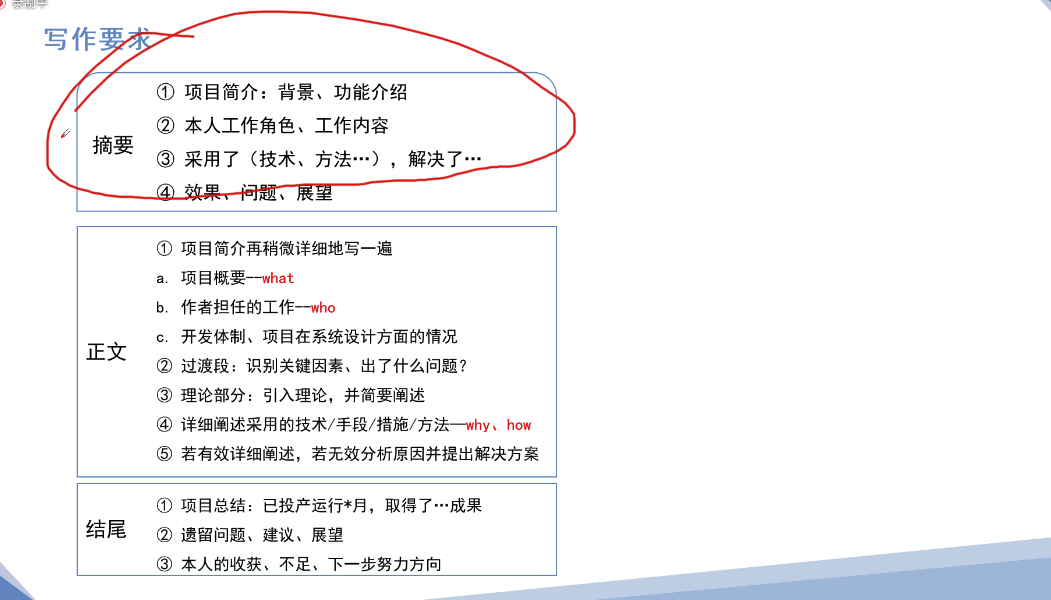 录制中
写作要求
摘要
① 项目简介：背景、功能介绍
② 本人工作角色、工作内容
③ 采用了（技术、方法…），解决了…
④ 效果、问题、展望
正文
① 项目简介再稍微详细地写一遍
a. 项目概要--what
b. 作者担任的工作--who
c. 开发体制、项目在系统设计方面的情况
② 过渡段：识别关键因素、出了什么问题？
③ 理论部分：引入理论，并简要阐述
④ 详细阐述采用的技术/手段/措施/方法—why、how
⑤ 若有效详细阐述，若无效分析原因并提出解决方案
结尾
① 项目总结：已投产运行*月，取得了…成果
② 遗留问题、建议、展望
③ 本人的收获、不足、下一步努力方向